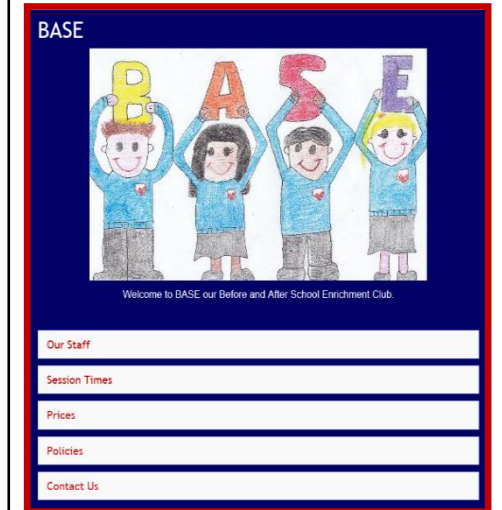 BASE
B A S E
Welcome to BASE our Before and After School Enrichment Club.
Our Staff
Session Times
Prices
Policies
Contact Us